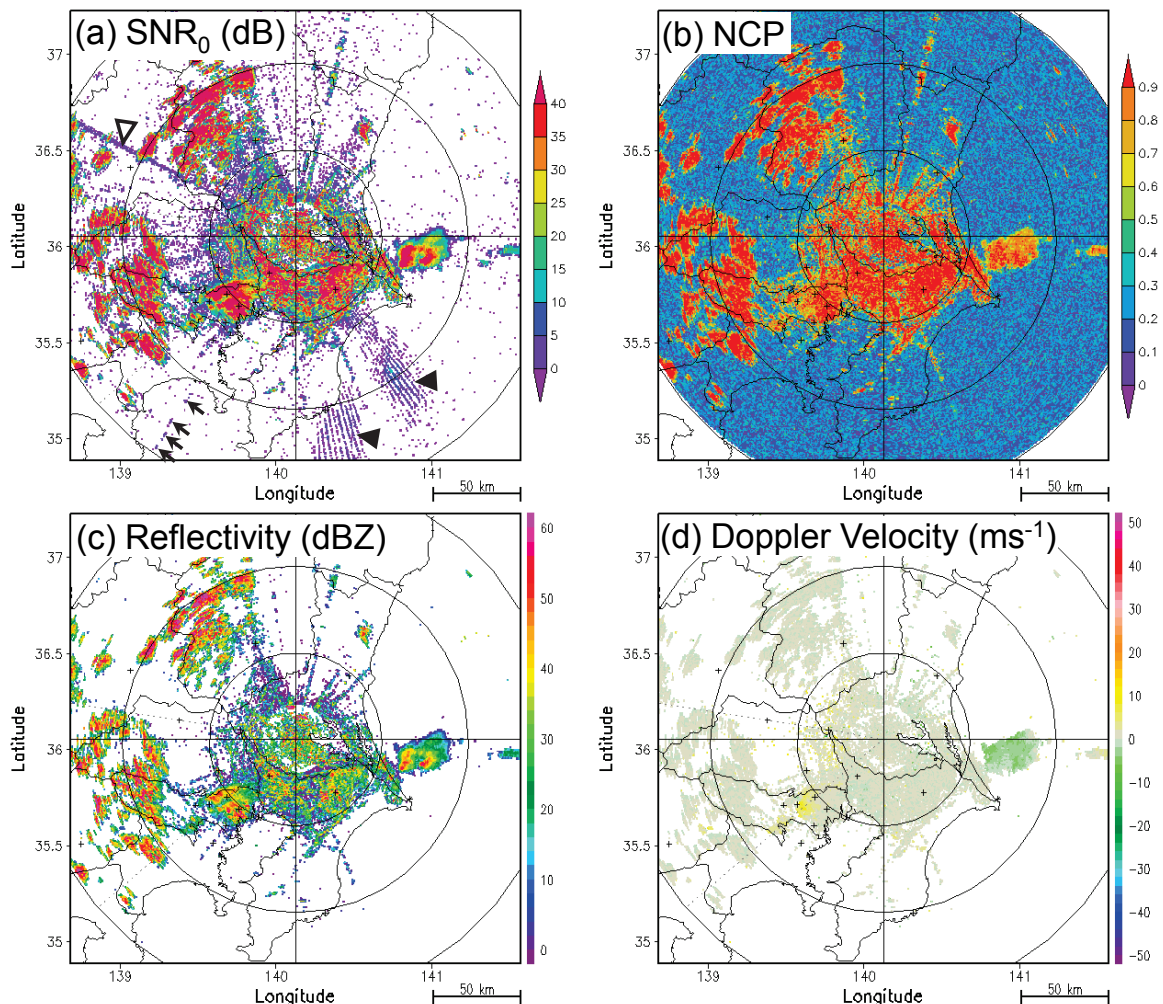 (a) SNR0 (dB)
37
36.5
36
35.5
35
Latitude
139 140 141
Longitude
50 km
40
35
30
25
20
15
10
5
0
(b) NCP
37
36.5
36
35.5
35
Latitude
139 140 141
Longitude
50 km
0.9
0.8
0.7
0.6
0.5
0.4
0.3
0.2
0.1
0
(c) Reflectivity (dBZ)
37
36.5
36
35.5
35
Latitude
139 140 141
Longitude
50 km
60
50
40
30
20
10
0
(d) Doppler Velocity (ms-1)
37
36.5
36
35.5
35
Latitude
139 140 141
Longitude
50 km
50
40
30
20
10
0
−10
−20
−30
−40
−50